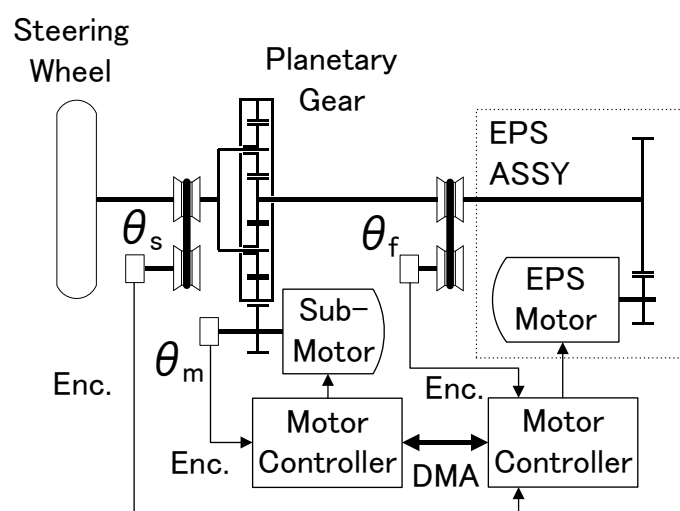 Steering
Wheel
Planetary
Gear
EPS
ASSY
θs
θf
EPS
Motor
Sub-
Motor
θm
Enc.
Enc.
Enc.
Motor
Controller
DMA
Motor
Controller